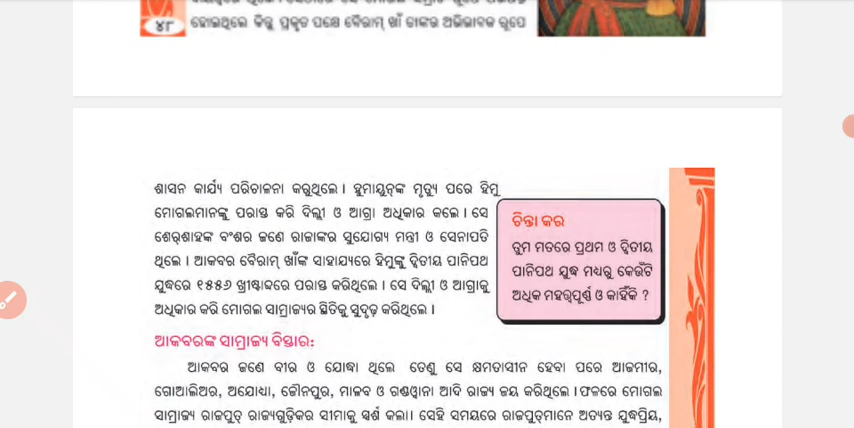 ୪୮
ହୋଇଥିଲେ କିନ୍ତୁ ପ୍ରକୃତ ପକ୍ଷେ ବୈରାମ୍ ଖାଁ ତାଙ୍କର ଅଭିଭାବକ ରୂପେ
ଶାସନ କାର୍ଯ୍ୟ ପରିଚାଳନା କରୁଥିଲେ । ହୁମାୟୁନ୍‌ଙ୍କ ମୃତ୍ୟୁ ପରେ ହିମୁ
ମୋଗଲମାନଙ୍କୁ ପରାସ୍ତ କରି ଦିଲ୍ଲୀ ଓ ଆଗ୍ରା ଅଧିକାର କଲେ । ସେ
ଶେର୍‌ଶାହଙ୍କ ବଂଶର ଜଣେ ରାଜାଙ୍କର ସୁଯୋଗ୍ୟ ମନ୍ତ୍ରୀ ଓ ସେନାପତି
ଥିଲେ । ଆକବର ବୈରାମ୍ ଖାଁଙ୍କ ସାହାଯ୍ୟରେ ହିମୁଙ୍କୁ ଦ୍ୱିତୀୟ ପାନିପଥ
ଯୁଦ୍ଧରେ ୧୫୫୬ ଖ୍ରୀଷ୍ଟାବ୍ଦରେ ପରାସ୍ତ କରିଥିଲେ । ସେ ଦିଲ୍ଲୀ ଓ ଆଗ୍ରାକୁ
ଅଧିକାର କରି ମୋଗଲ ସାମ୍ରାଜ୍ୟର ସ୍ଥିତିକୁ ସୁଦୃଢ଼ କରିଥିଲେ ।
ଚିନ୍ତା କର
ତୁମ ମତରେ ପ୍ରଥମ ଓ ଦ୍ୱିତୀୟ
ପାନିପଥ ଯୁଦ୍ଧ ମଧ୍ୟରୁ କେଉଁଟି
ଅଧିକ ମହତ୍ତ୍ୱପୂର୍ଣ୍ଣ ଓ କାହିଁକି ?
ଆକବରଙ୍କ ସାମ୍ରାଜ୍ୟ ବିସ୍ତାର:
ଆକବର ଜଣେ ବୀର ଓ ଯୋଦ୍ଧା ଥିଲେ ତେଣୁ ସେ କ୍ଷମତାସୀନ ହେବା ପରେ ଆଜମୀର,
ଗୋଆଲିଅର, ଅଯୋଧ୍ୟା, ଜୌନପୁର, ମାଳବ ଓ ଗଣ୍ଡୱାନା ଆଦି ରାଜ୍ୟ ଜୟ କରିଥିଲେ । ଫଳରେ ମୋଗଲ
ସାମ୍ରାଜ୍ୟ ରାଜପୁତ୍ ରାଜ୍ୟଗୁଡ଼ିକର ସୀମାକୁ ସ୍ପର୍ଶ କଲା । ସେହି ସମୟରେ ରାଜପୁତ୍‌ମାନେ ଅତ୍ୟନ୍ତ ଯୁଦ୍ଧପ୍ରିୟ,